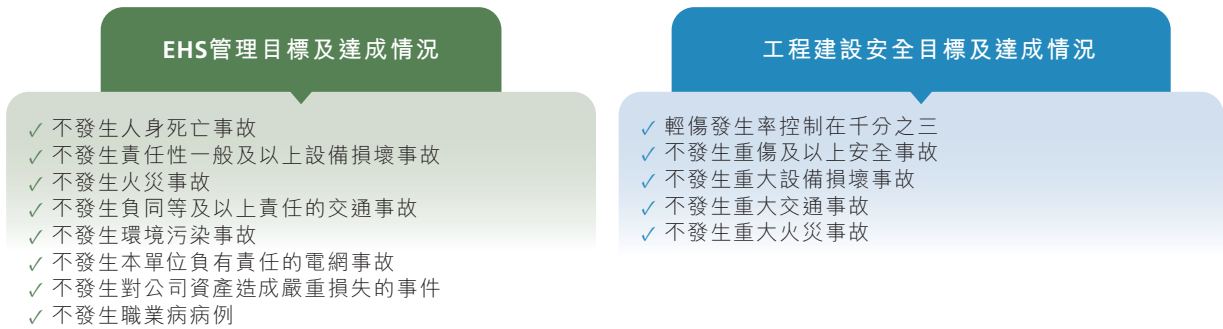 EHS管理目標及達成情況
✓ 不發生人身死亡事故
✓ 不發生責任性一般及以上設備損壞事故
✓ 不發生火災事故
✓ 不發生負同等及以上責任的交通事故
✓ 不發生環境污染事故
✓ 不發生本單位負有責任的電網事故
✓ 不發生對公司資產造成嚴重損失的事件
✓ 不發生職業病病例
工程建設安全目標及達成情況
✓ 輕傷發生率控制在千分之三
✓ 不發生重傷及以上安全事故
✓ 不發生重大設備損壞事故
✓ 不發生重大交通事故
✓ 不發生重大火災事故